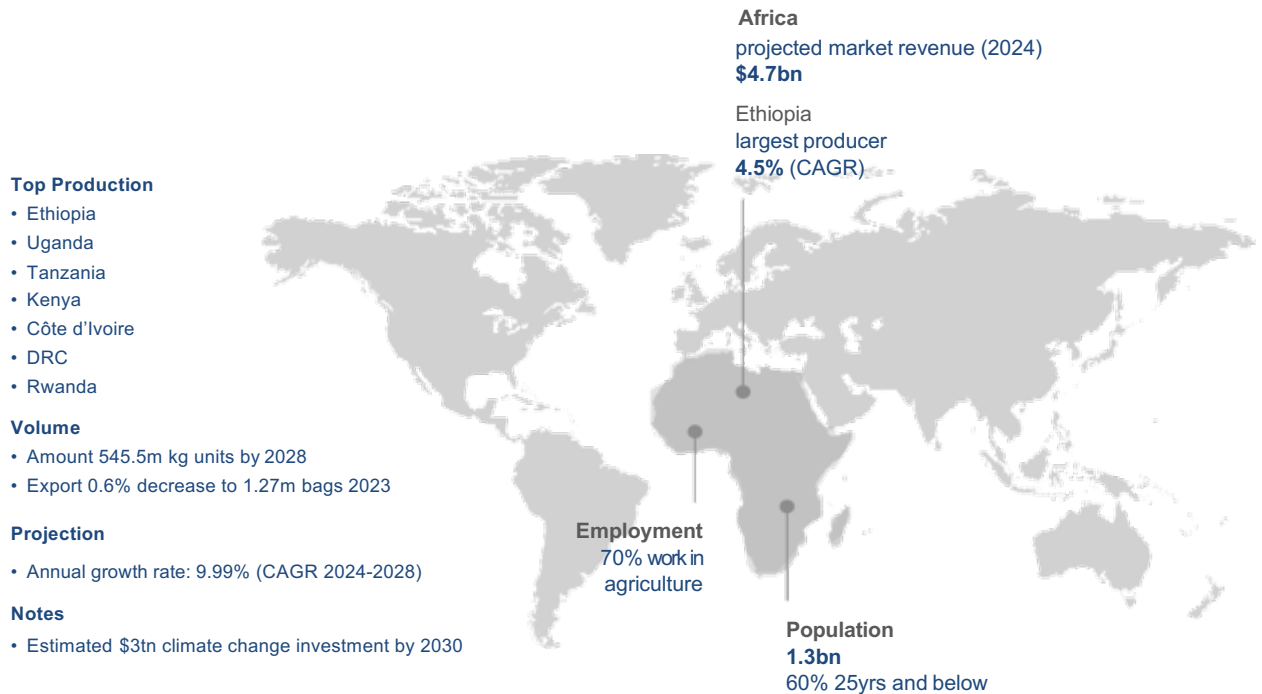 Africa
projected market revenue (2024)
$4.7bn
Ethiopia
largest producer
4.5% (CAGR)
Top Production
• Ethiopia
• Uganda
• Tanzania
• Kenya
• Côte d’Ivoire
• DRC
• Rwanda
Volume
• Amount 545.5m kg units by 2028
• Export 0.6% decrease to 1.27m bags 2023
Projection
• Annual growth rate: 9.99% (CAGR 2024-2028)
Notes
• Estimated $3tn climate change investment by 2030
Employment
70% work in
agriculture
Population
1.3bn
60% 25yrs and below